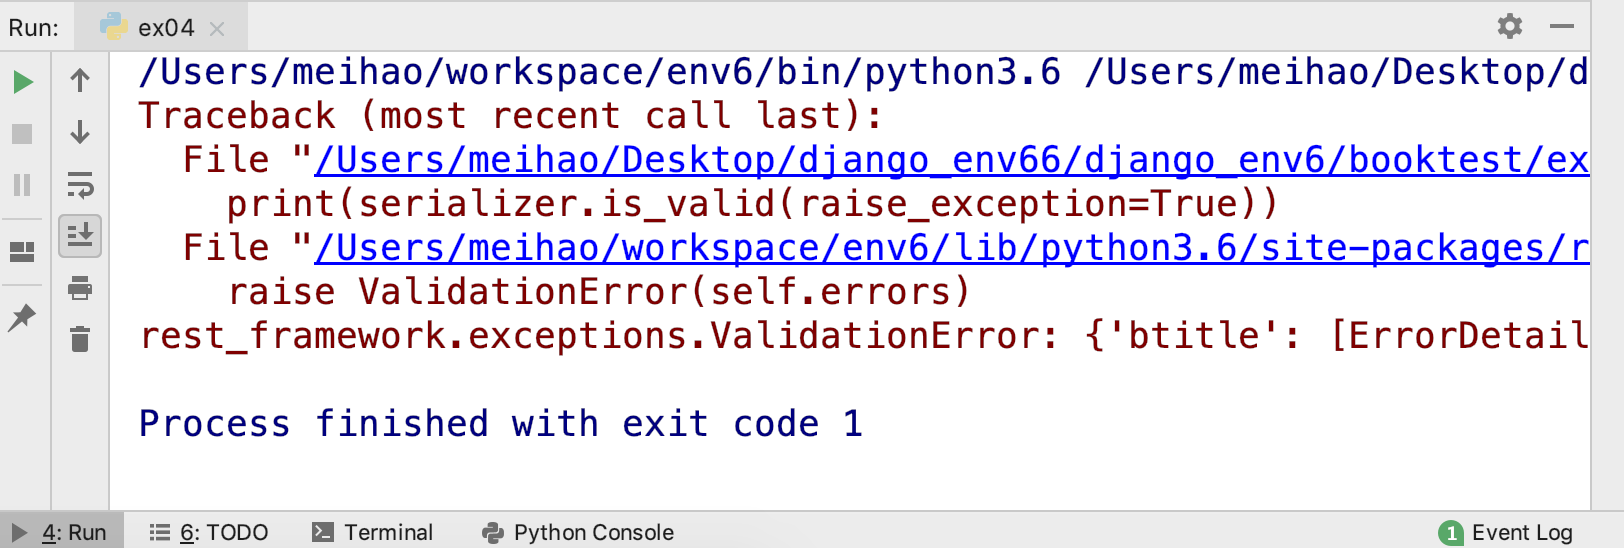 Run: ex04
/Users/meihao/workspace/env6/bin/python3.6 /Users/meihao/Desktop/d
Traceback (most recent call last):
File "/Users/meihao/Desktop/django_env66/django_env6/booktest/ex
print(serializer.is_valid(raise_exception=True))
File "/Users/meihao/workspace/env6/lib/python3.6/site-packages/r
raise ValidationError(self.errors)
rest_framework.exceptions.ValidationError: {'btitle': [ErrorDetail
Process finished with exit code 1
4: Run 6: TODO Terminal Python Console 1 Event Log